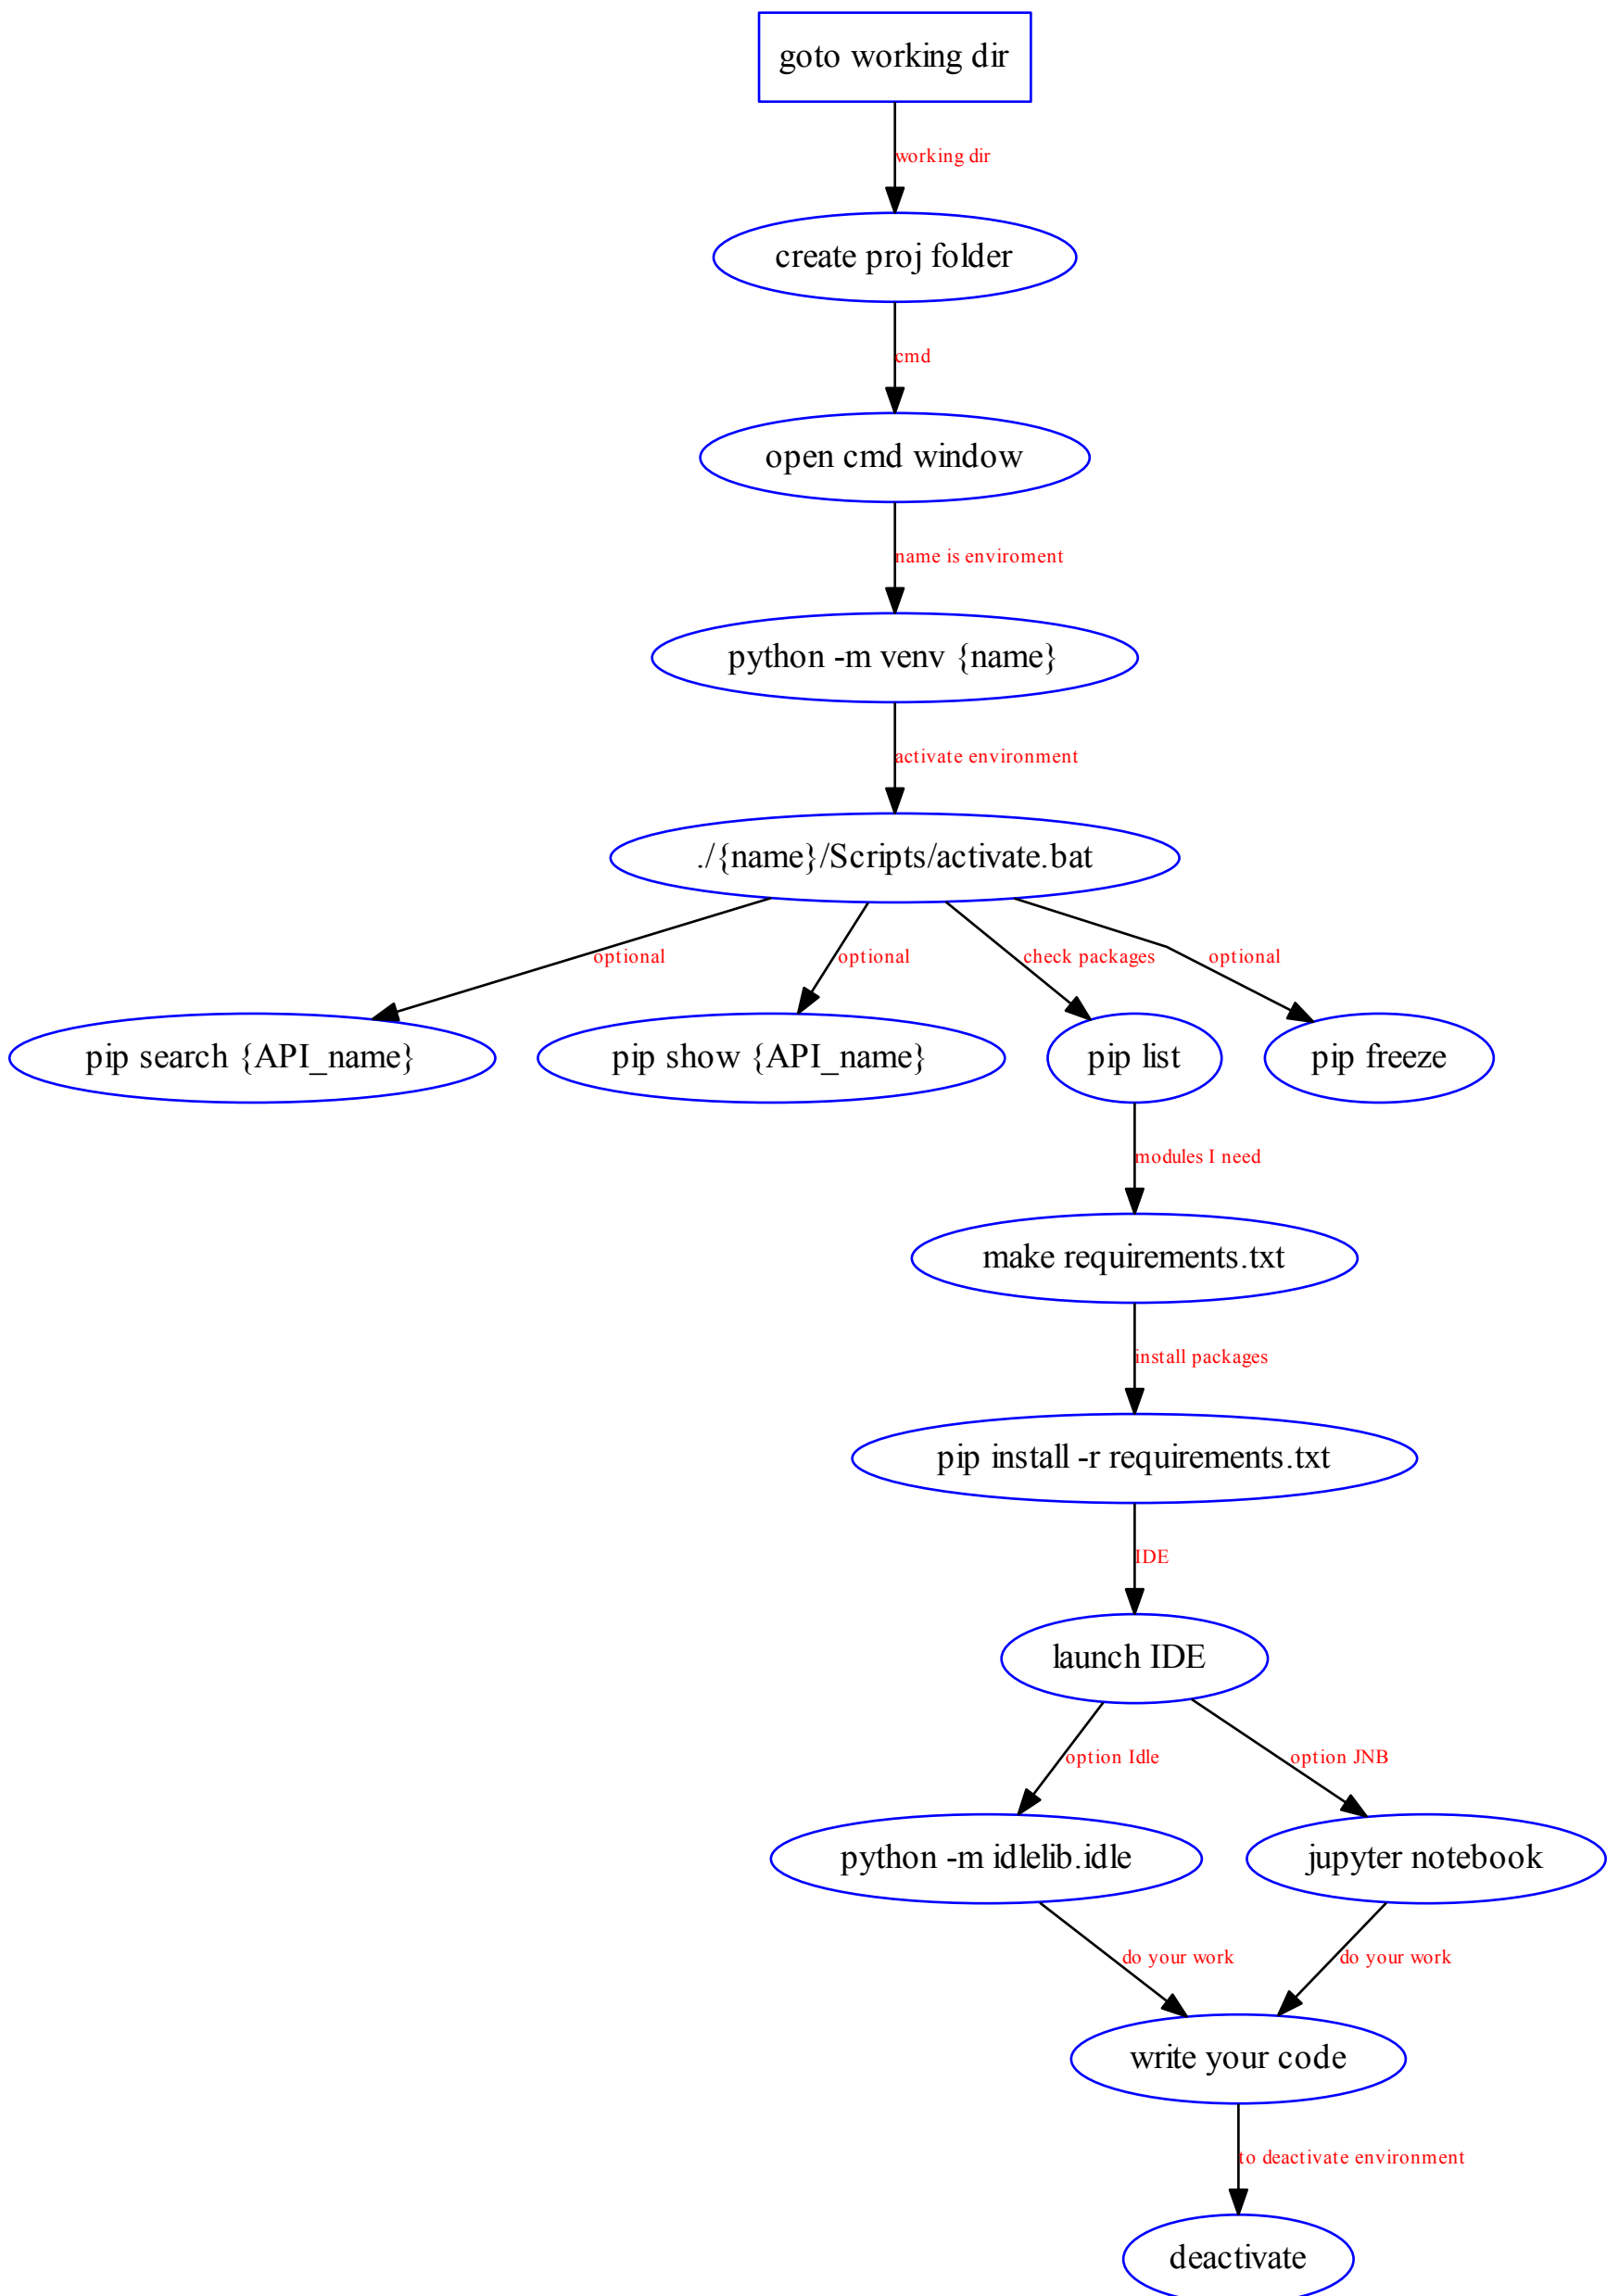 goto working dir
working dir
create proj folder
cmd
open cmd window
name is enviroment
python -m venv {name}
activate environment
./{name}/Scripts/activate.bat
optional
optional
check packages
optional
pip search {API_name}
pip show {API_name}
pip list
pip freeze
modules I need
make requirements.txt
install packages
pip install -r requirements.txt
IDE
launch IDE
option Idle
option JNB
python -m idlelib.idle
jupyter notebook
do your work
do your work
write your code
to deactivate environment
deactivate